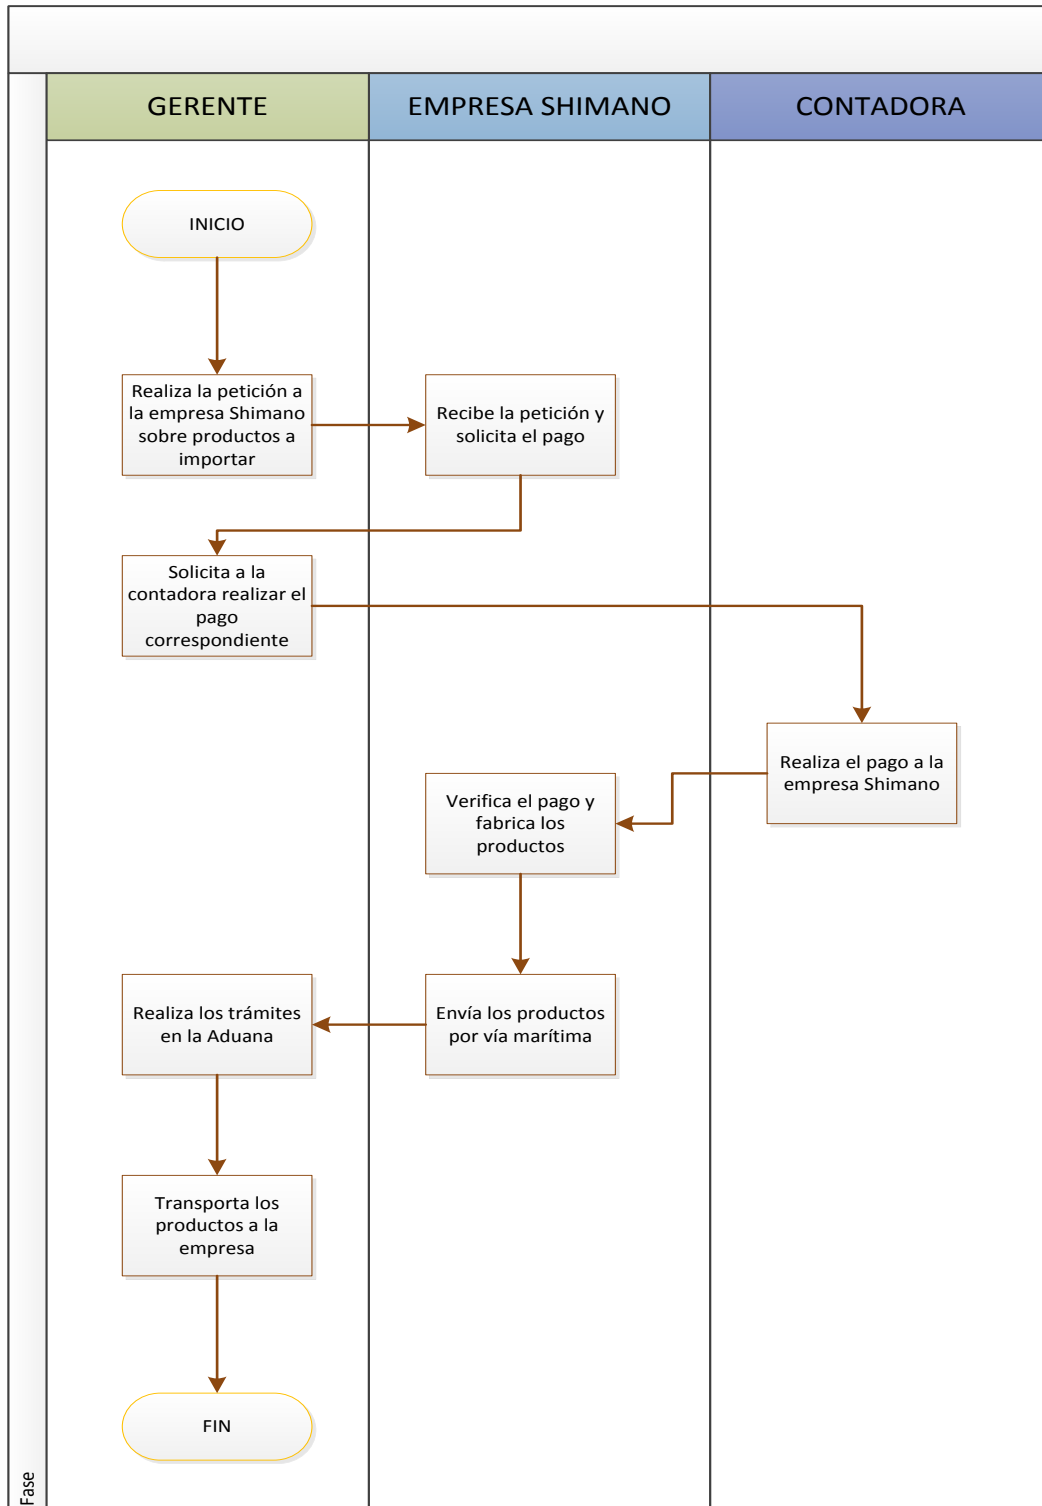 GERENTE
EMPRESA SHIMANO
CONTADORA
INICIO
Realiza la petición a
la empresa Shimano
sobre productos a
importar
Recibe la petición y
solicita el pago
Solicita a la
contadora realizar el
pago
correspondiente
Realiza el pago a la
empresa Shimano
Verifica el pago y
fabrica los
productos
Envía los productos
por vía marítima
Realiza los trámites
en la Aduana
Transporta los
productos a la
empresa
FIN
Fase